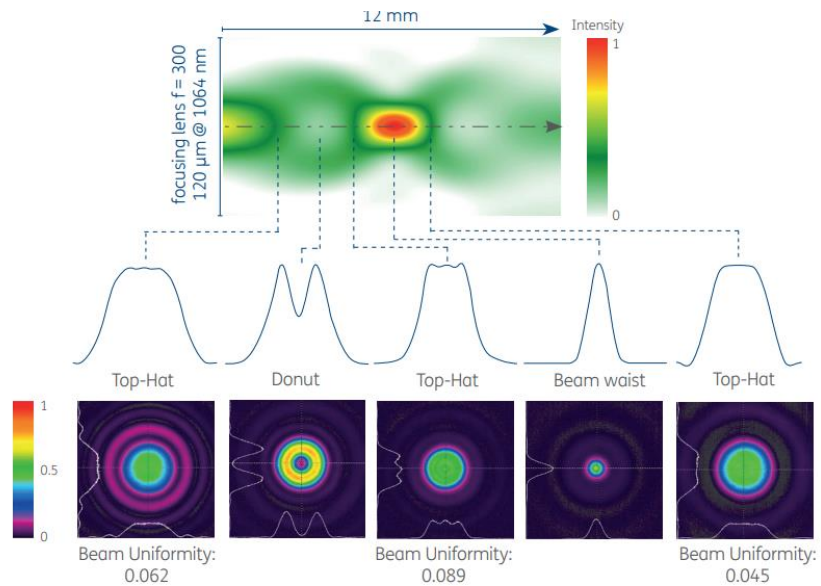 12 mm
Intensity
1
0
focusing lens f = 300
120 µm @ 1064 nm
Top-Hat
Donut
Top-Hat
Beam waist
Top-Hat
1
0.5
0
Beam Uniformity:
0.062
Beam Uniformity:
0.089
Beam Uniformity:
0.045